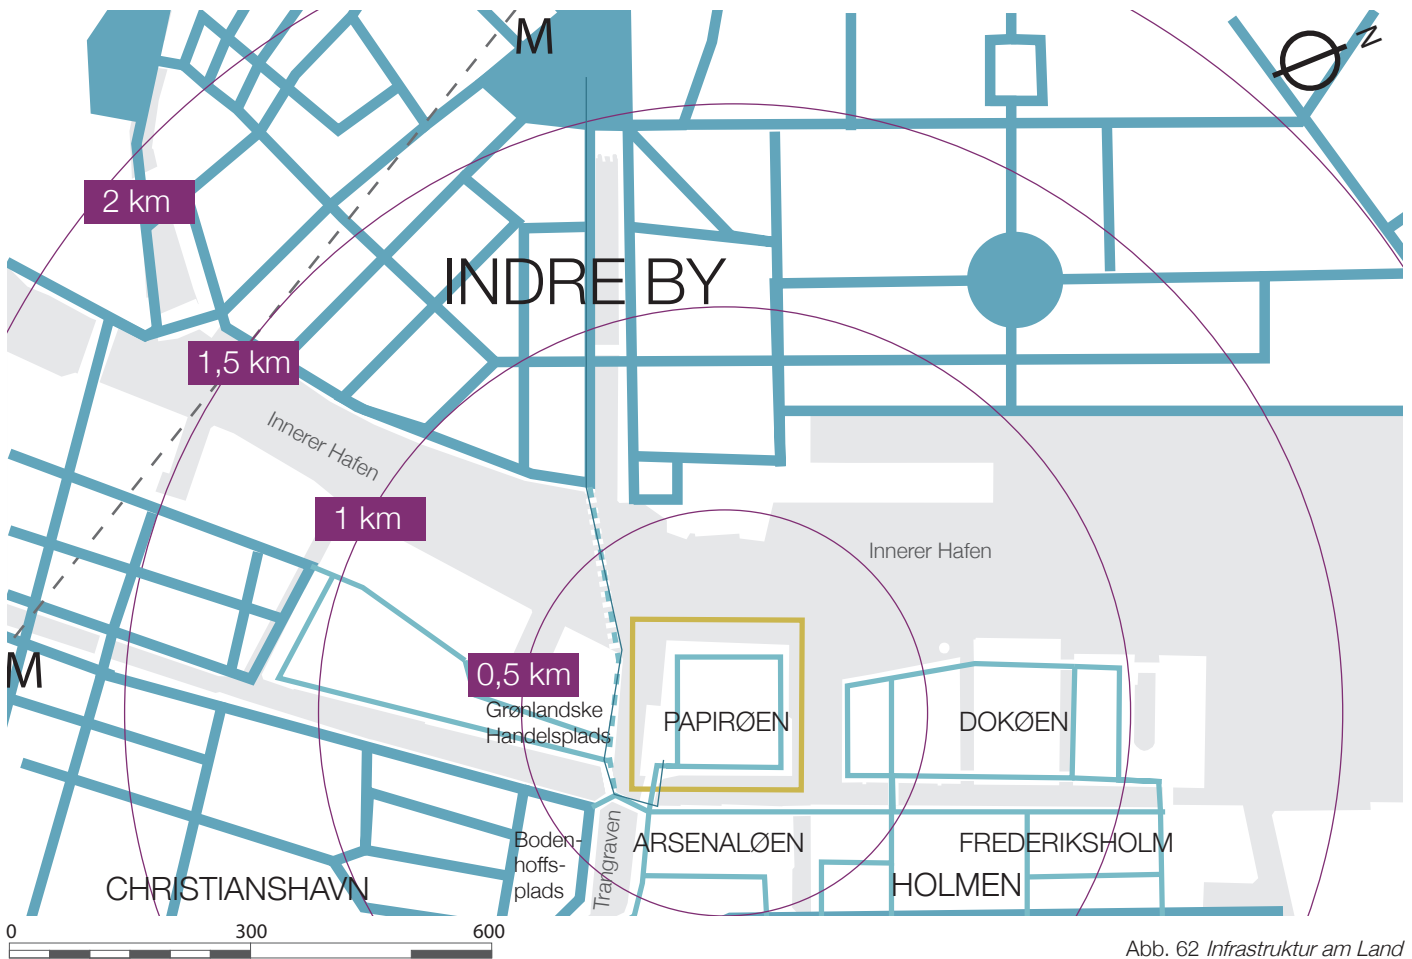 M
N
2 km
INDRE BY
1,5 km
Innerer Hafen
1 km
Innerer Hafen
M
0,5 km
Grønlandske
Handelsplads
PAPIRØEN
DOKØEN
Boden-
hoffs-
plads
Trangraven
ARSENALØEN
FREDERIKSHOLM
CHRISTIANSHAVN
HOLMEN
0 300 600
Abb. 62 Infrastruktur am Land